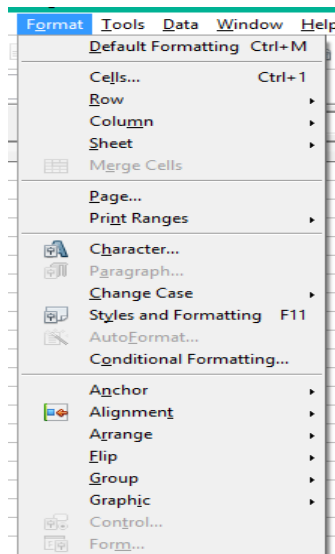 Format Tools Data Window Help
Default Formatting Ctrl+M
Cells... Ctrl+1
Row
Column
Sheet
Merge Cells
Page...
Print Ranges
Character...
Paragraph...
Change Case
Styles and Formatting F11
AutoFormat...
Conditional Formatting...
Anchor
Alignment
Arrange
Flip
Group
Graphic
Control...
Form...